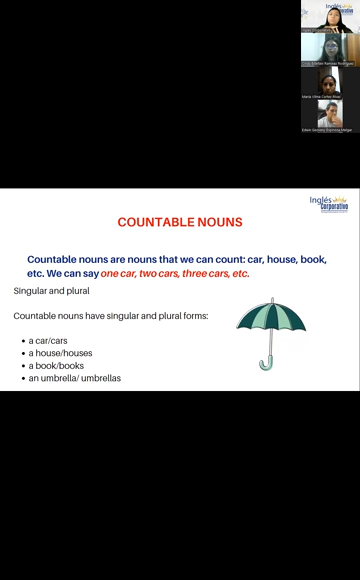 Inglés
Corporativo
COUNTABLE NOUNS
Countable nouns are nouns that we can count: car, house, book,
etc. We can say one car, two cars, three cars, etc.
Singular and plural
Countable nouns have singular and plural forms:
• a car/cars
• a house/houses
• a book/books
• an umbrella/ umbrellas